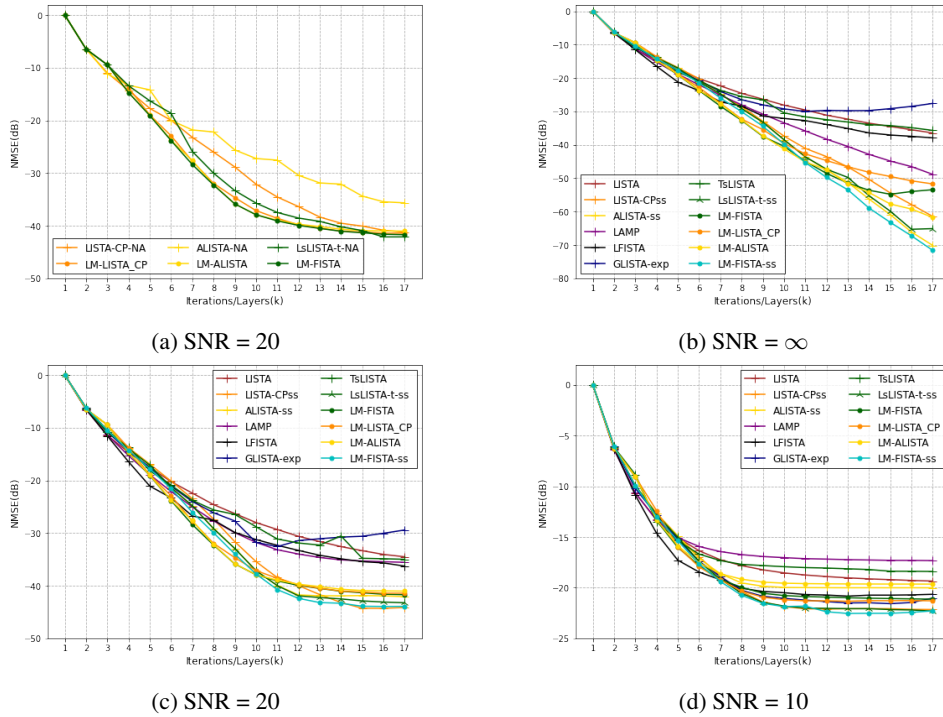 0
-10
-20
-30
-40
-50
NMSE(dB)
LISTA-CP-NA ALISTA-NA LsLISTA-t-NA
LM-LISTA_CP LM-ALISTA LM-FISTA
1 2 3 4 5 6 7 8 9 10 11 12 13 14 15 16 17
Iterations/Layers(k)
(a) SNR = 20
0
-10
-20
-30
-40
-50
-60
-70
-80
NMSE(dB)
LISTA TsLISTA
LISTA-CPss LsLISTA-t-ss
ALISTA-ss LM-FISTA
LAMP LM-LISTA_CP
LFISTA LM-ALISTA
GLISTA-exp LM-FISTA-ss
1 2 3 4 5 6 7 8 9 10 11 12 13 14 15 16 17
Iterations/Layers(k)
(b) SNR = ∞
0
-10
-20
-30
-40
-50
NMSE(dB)
LISTA TsLISTA
LISTA-CPss LsLISTA-t-ss
ALISTA-ss LM-FISTA
LAMP LM-LISTA_CP
LFISTA LM-ALISTA
GLISTA-exp LM-FISTA-ss
1 2 3 4 5 6 7 8 9 10 11 12 13 14 15 16 17
Iterations/Layers(k)
(c) SNR = 20
0
-5
-10
-15
-20
-25
NMSE(dB)
LISTA TsLISTA
LISTA-CPss LsLISTA-t-ss
ALISTA-ss LM-FISTA
LAMP LM-LISTA_CP
LFISTA LM-ALISTA
GLISTA-exp LM-FISTA-ss
1 2 3 4 5 6 7 8 9 10 11 12 13 14 15 16 17
Iterations/Layers(k)
(d) SNR = 10